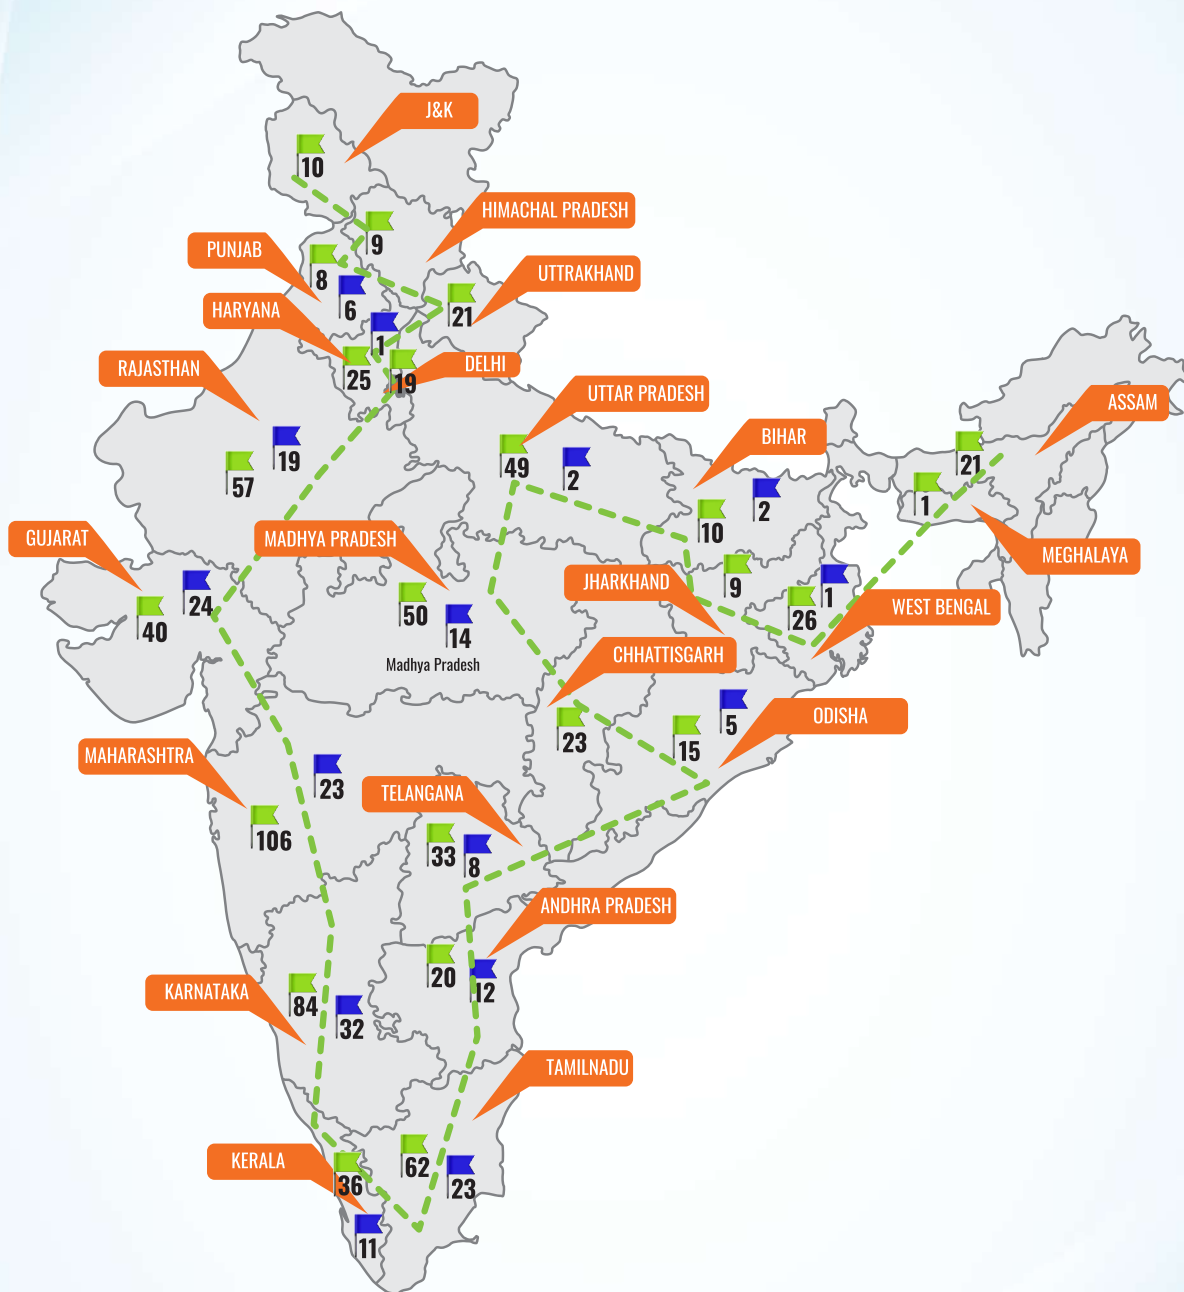 J&K
10
HIMACHAL PRADESH
9
PUNJAB
8
6
UTTRAKHAND
21
HARYANA
1
25
19
DELHI
RAJASTHAN
19
57
UTTAR PRADESH
49
2
BIHAR
10
2
ASSAM
21
1
MEGHALAYA
GUJARAT
24
40
MADHYA PRADESH
50
14
Madhya Pradesh
JHARKHAND
9
1
26
WEST BENGAL
CHHATTISGARH
23
ODISHA
5
15
MAHARASHTRA
23
106
TELANGANA
33
8
ANDHRA PRADESH
20
12
KARNATAKA
84
32
TAMILNADU
62
23
KERALA
36
11